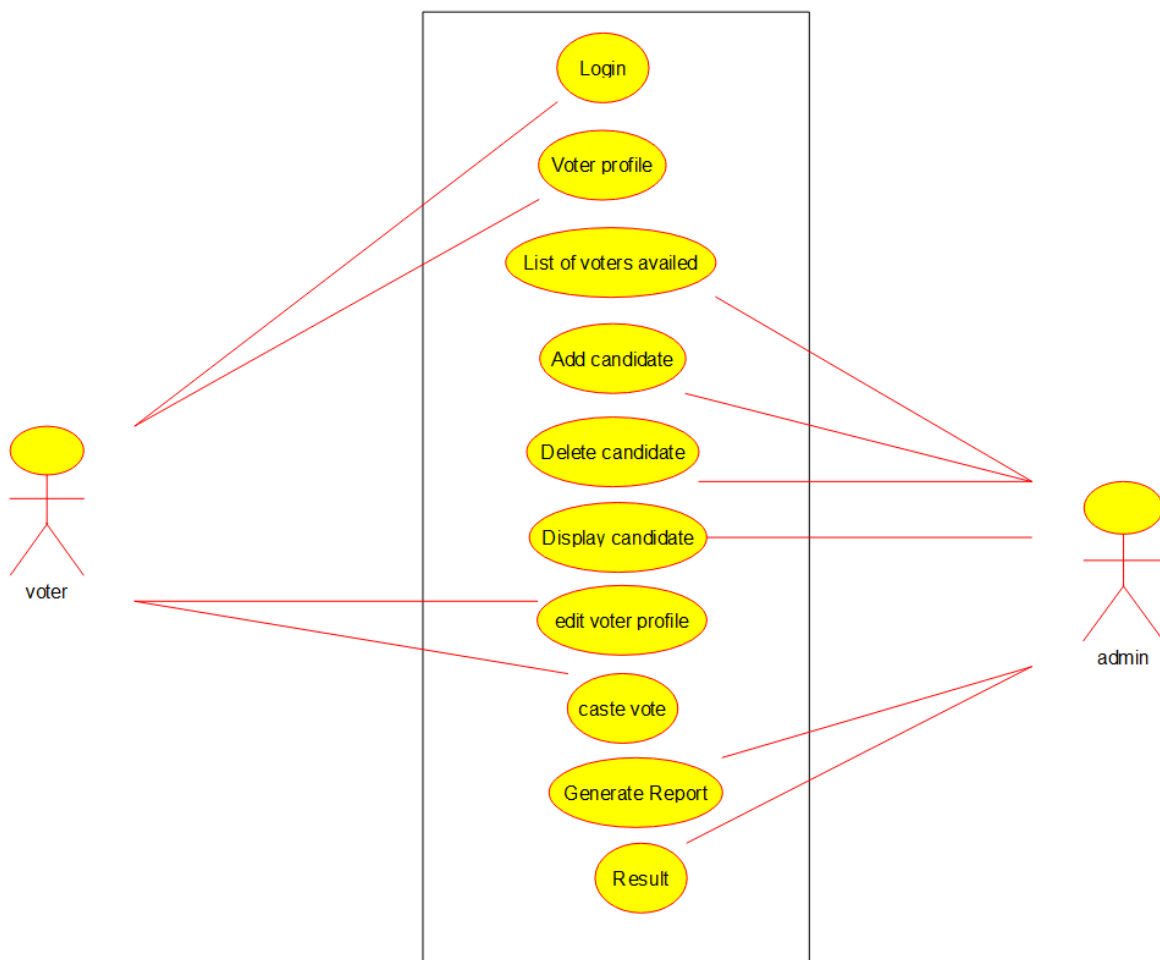 Login
Voter profile
List of voters availed
Add candidate
Delete candidate
Display candidate
voter
edit voter profile
admin
caste vote
Generate Report
Result